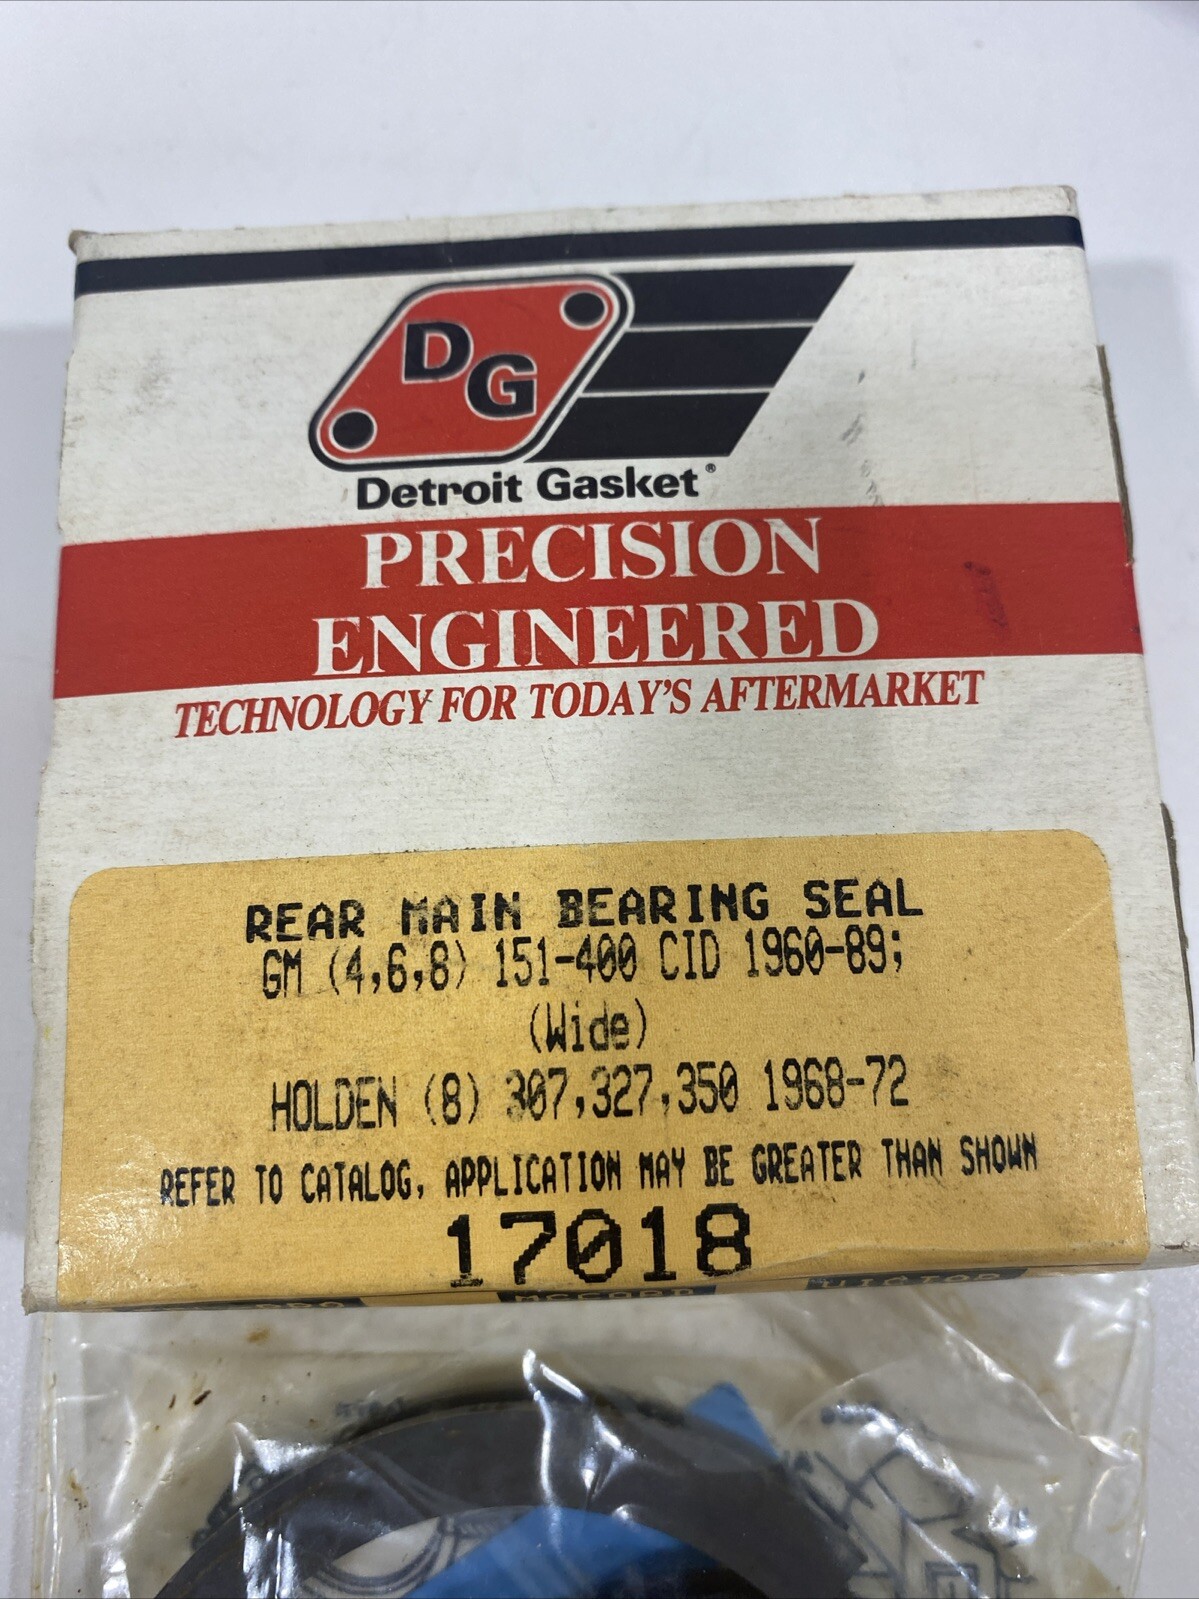 DG
Detroit Gasket®
PRECISION
ENGINEERED
TECHNOLOGY FOR TODAY'S AFTERMARKET
REAR MAIN BEARING SEAL
GM (4,6,8) 151-400 CID 1960-89;
(Wide)
HOLDEN (8) 307,327,350 1968-72
REFER TO CATALOG, APPLICATION MAY BE GREATER THAN SHOWN
17018
MCCORD VICTOR